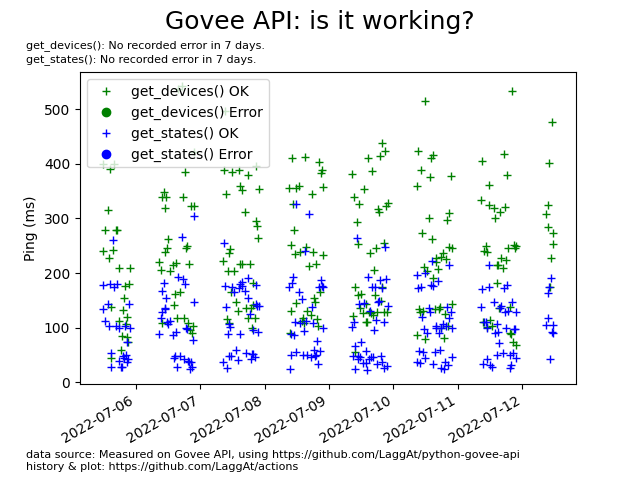 Govee API: is it working?
get_devices(): No recorded error in 7 days.
get_states(): No recorded error in 7 days.
get_devices() OK
get_devices() Error
get_states() OK
get_states() Error
Ping (ms)
500
400
300
200
100
0
2022-07-06
2022-07-07
2022-07-08
2022-07-09
2022-07-10
2022-07-11
2022-07-12
data source: Measured on Govee API, using https://github.com/LaggAt/python-govee-api
history & plot: https://github.com/LaggAt/actions